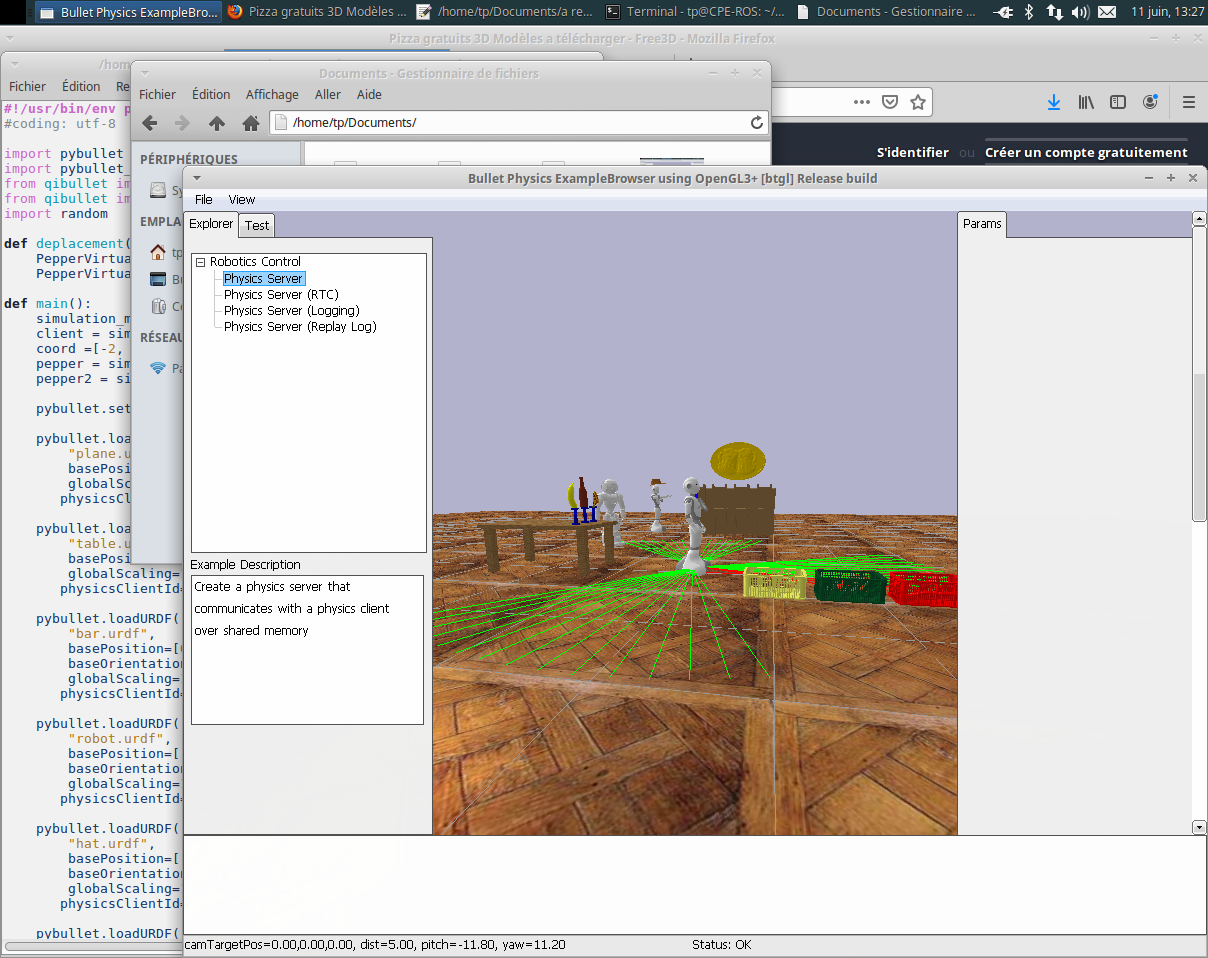 Bullet Physics ExampleBro...
Pizza gratuits 3D Modèles ...
/home/tp/Documents/a re...
Terminal - tp@CPE-ROS: ~/...
Documents - Gestionnaire ...
11 juin, 13:27
Pizza gratuits 3D Modèles a télécharger - Free3D - Mozilla Firefox
/hom
Documents - Gestionnaire de fichiers
Fichier Édition Re
Fichier Édition Affichage Aller Aide
/home/tp/Documents/
S'identifier ou Créer un compte gratuitement
PÉRIPHÉRIQUES
Sy
EMPLA
tp
Bu
Co
RÉSEAU
Pa
#!/usr/bin/env p
#coding: utf-8
import pybullet
import pybullet_
from qibullet im
from qibullet im
import random
def deplacement(
PepperVirtua
PepperVirtua
def main():
simulation_m
client = sim
coord =[-2,
pepper = sim
pepper2 = si
pybullet.set
pybullet.loa
"plane.u
basePosi
globalSc
physicsCl
pybullet.loa
"table.u
basePosi
globalScaling=
physicsClientI
pybullet.loadURDF(
"bar.urdf",
basePosition=[
baseOrientation
globalScaling=
physicsClientId=
pybullet.loadURDF(
"robot.urdf",
basePosition=[
baseOrientation
globalScaling=
physicsClientId=
pybullet.loadURDF(
"hat.urdf",
basePosition=[
baseOrientation
globalScaling=
physicsClientId=
pybullet.loadURDF(
Bullet Physics ExampleBrowser using OpenGL3+ [btgl] Release build
File View
Explorer Test
Params
Robotics Control
Physics Server
Physics Server (RTC)
Physics Server (Logging)
Physics Server (Replay Log)
Example Description
Create a physics server that
communicates with a physics client
over shared memory
camTargetPos=0.00,0.00,0.00, dist=5.00, pitch=-11.80, yaw=11.20
Status: OK